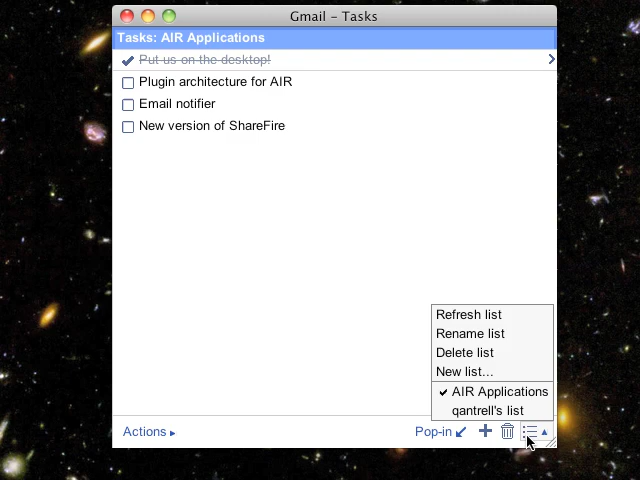 Gmail – Tasks
Tasks: AIR Applications
Put us on the desktop!
Plugin architecture for AIR
Email notifier
New version of ShareFire
Refresh list
Rename list
Delete list
New list...
AIR Applications
qantrell's list
Actions
Pop-in